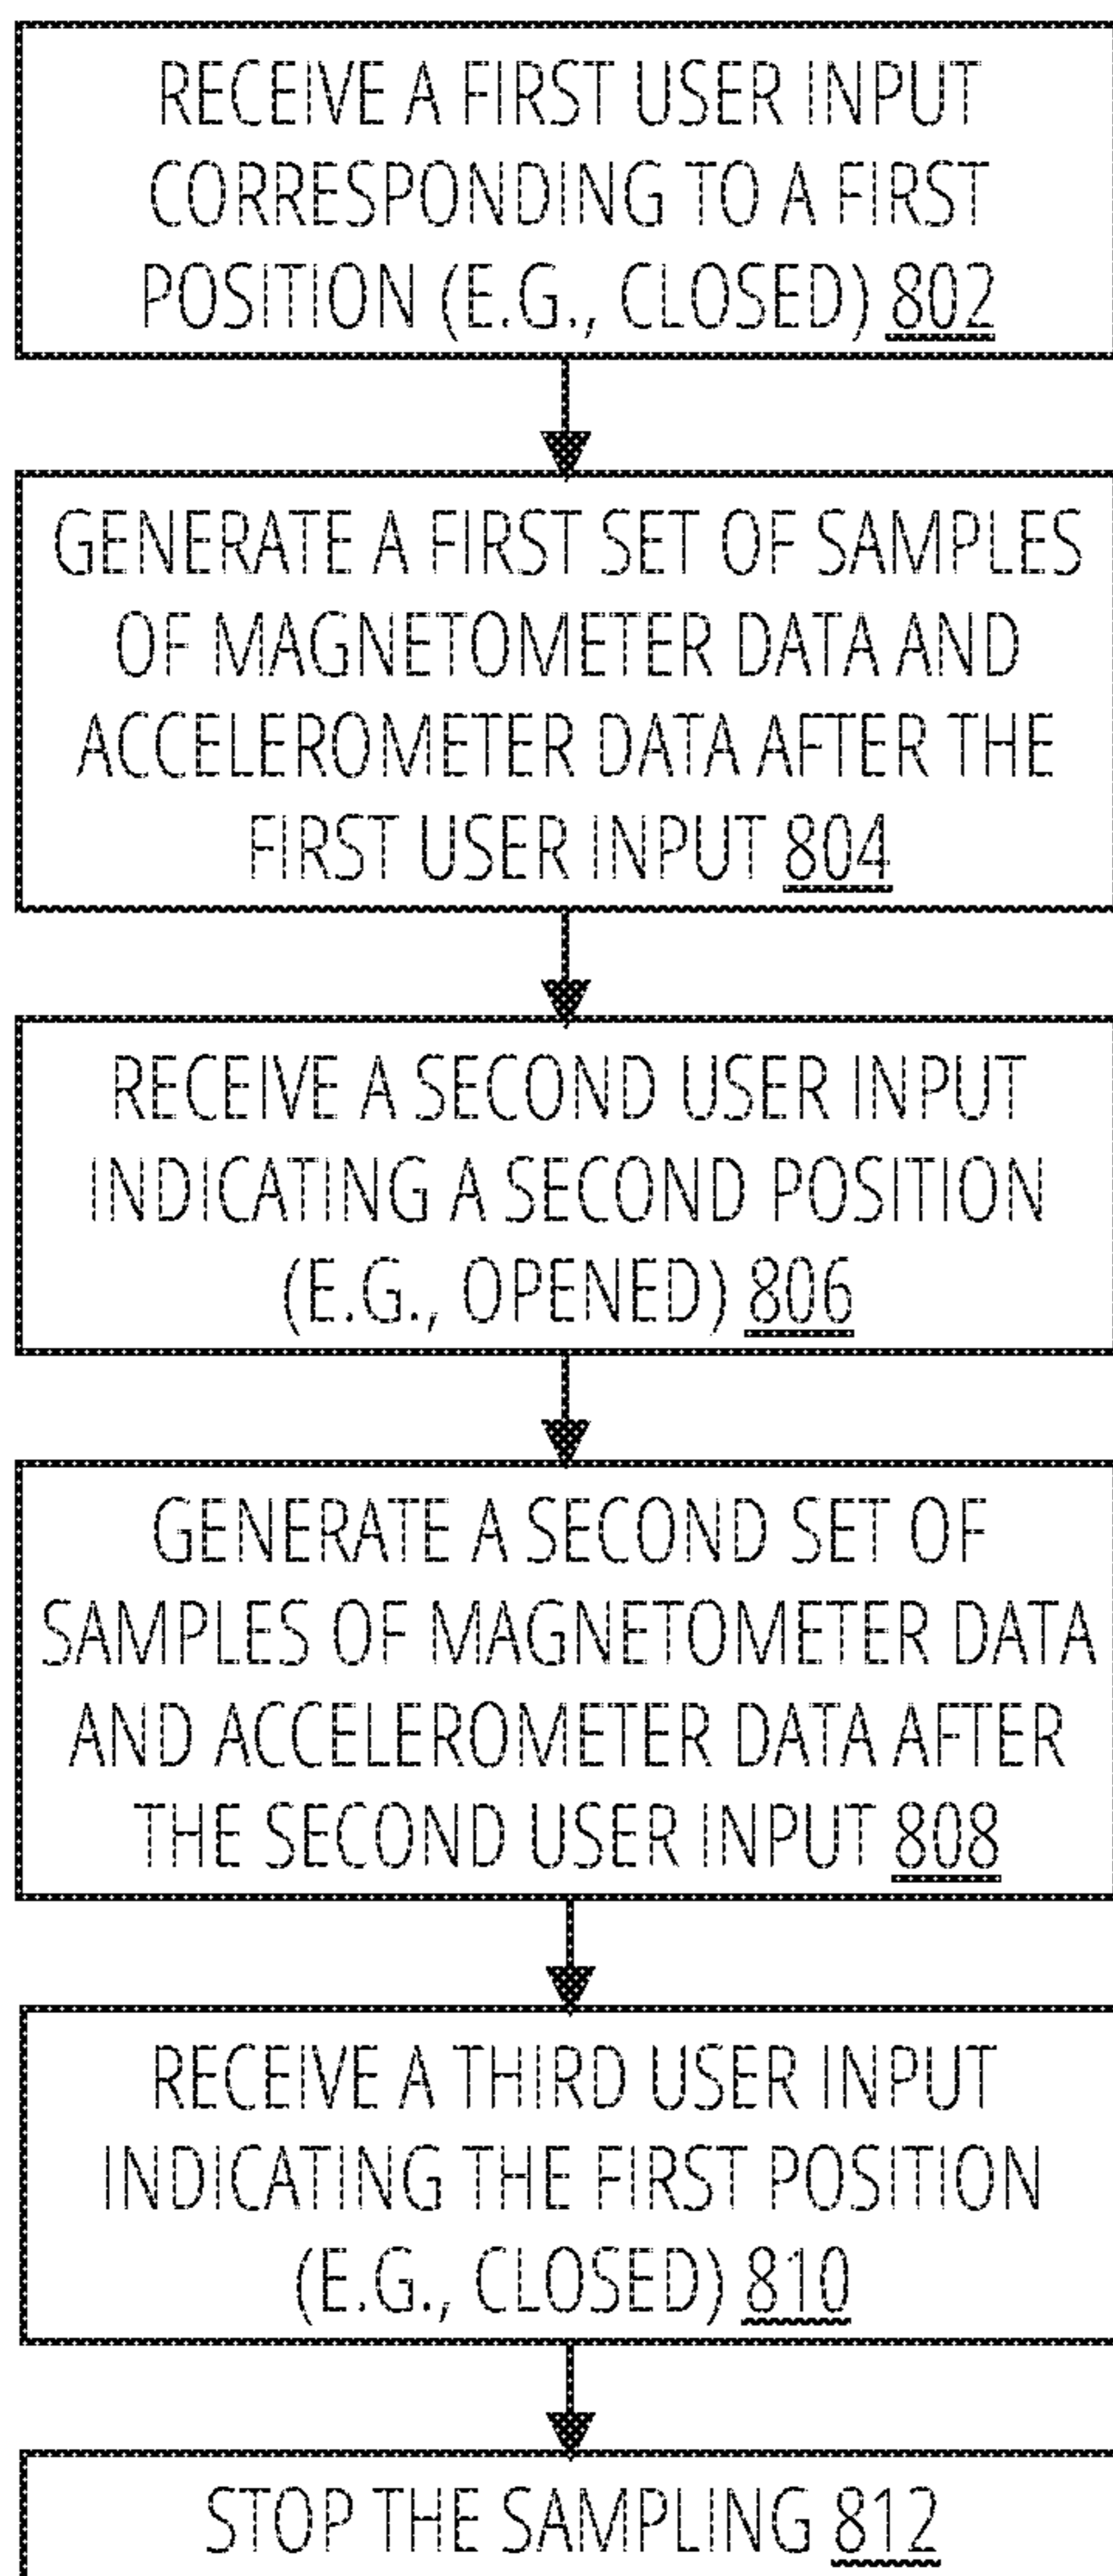 RECEIVE A FIRST USER INPUT
CORRESPONDING TO A FIRST
POSITION (E.G., CLOSED) 802
GENERATE A FIRST SET OF SAMPLES
OF MAGNETOMETER DATA AND
ACCELEROMETER DATA AFTER THE
FIRST USER INPUT 804
RECEIVE A SECOND USER INPUT
INDICATING A SECOND POSITION
(E.G., OPENED) 806
GENERATE A SECOND SET OF
SAMPLES OF MAGNETOMETER DATA
AND ACCELEROMETER DATA AFTER
THE SECOND USER INPUT 808
RECEIVE A THIRD USER INPUT
INDICATING THE FIRST POSITION
(E.G., CLOSED) 810
STOP THE SAMPLING 812